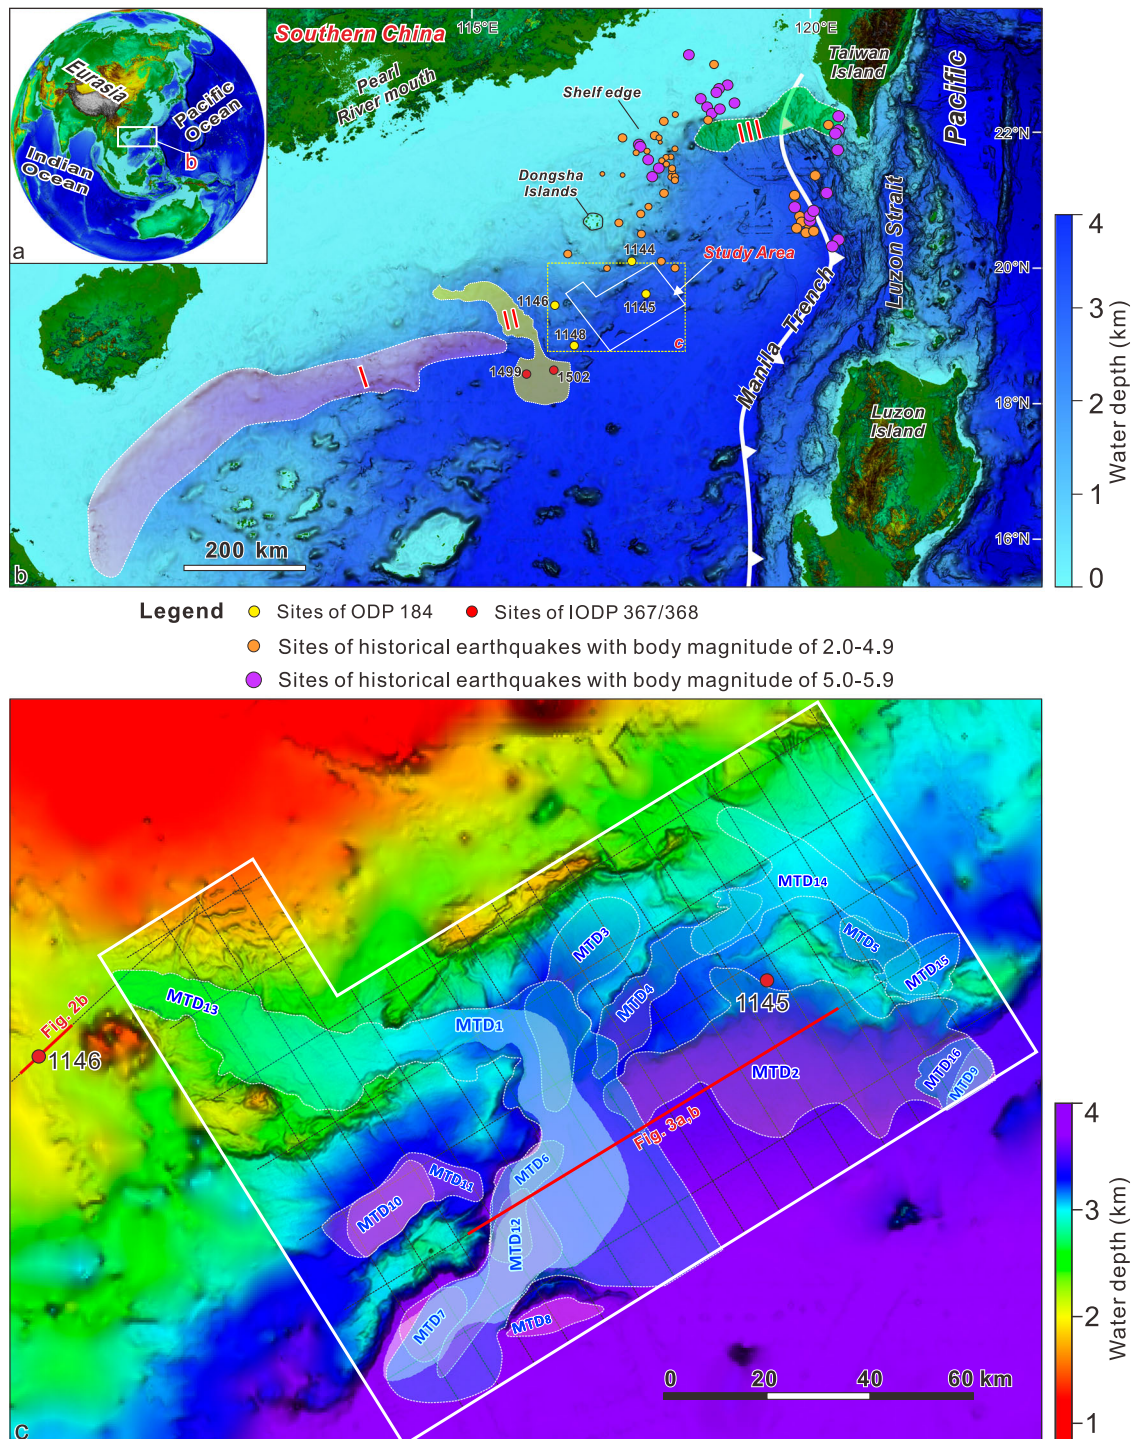 Eurasia
Pacific
Ocean
Indian
Ocean
b
a
Southern China
115°E
120°E
Pearl
River mouth
Taiwan
Island
Pacific
Shelf edge
22°N
III
Dongsha
Islands
Luzon Strait
1144
Study Area
20°N
1146
II
1145
1148
c
Manila Trench
1499
1502
I
18°N
Luzon
Island
200 km
16°N
b
4
3
2
1
0
Water depth (km)
Legend
Sites of ODP 184
Sites of IODP 367/368
Sites of historical earthquakes with body magnitude of 2.0-4.9
Sites of historical earthquakes with body magnitude of 5.0-5.9
MTD14
MTD3
MTD5
MTD15
MTD13
MTD4
1145
Fig. 2b
MTD1
1146
MTD2
MTD16
MTD9
Fig. 3a,b
MTD6
MTD11
MTD10
MTD12
MTD7
MTD8
0 20 40 60 km
c
4
3
2
1
Water depth (km)